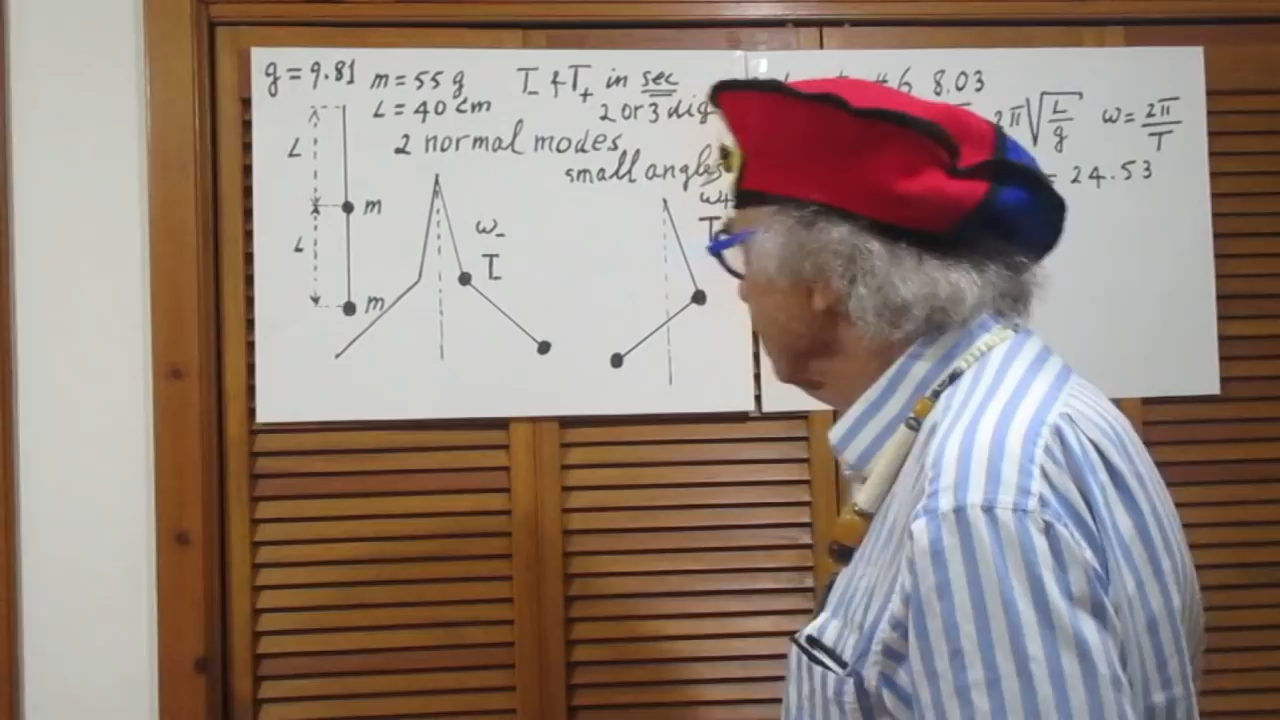 g = 9.81 m = 55 g T₋ & T₊ in sec
L = 40 cm 2 or 3 dig
2 normal modes
small angles
L
m
L
m
ω₋
T₋
#6 8.03
2π√(L/g) ω = 2π/T
= 24.53
ω₊